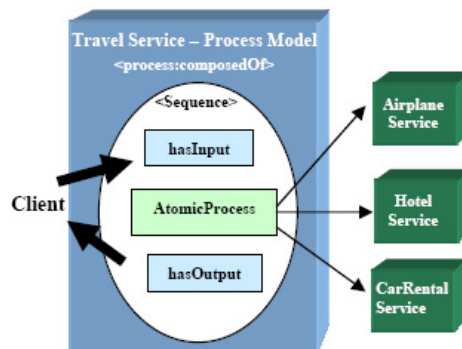 Travel Service – Process Model
<process:composedOf>
<Sequence>
hasInput
AtomicProcess
hasOutput
Client
Airplane
Service
Hotel
Service
CarRental
Service